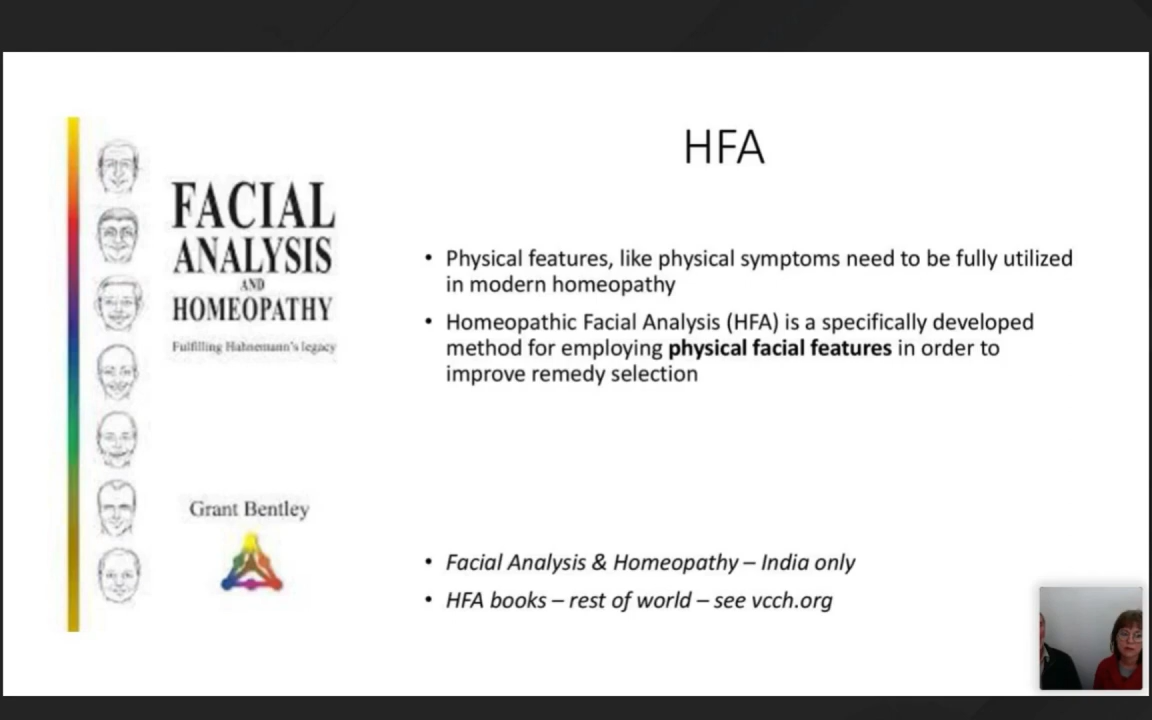 FACIAL
ANALYSIS
AND
HOMEOPATHY
Fulfilling Hahnemann's legacy
Grant Bentley
HFA
• Physical features, like physical symptoms need to be fully utilized
in modern homeopathy
• Homeopathic Facial Analysis (HFA) is a specifically developed
method for employing physical facial features in order to
improve remedy selection
• Facial Analysis & Homeopathy – India only
• HFA books – rest of world – see vcch.org